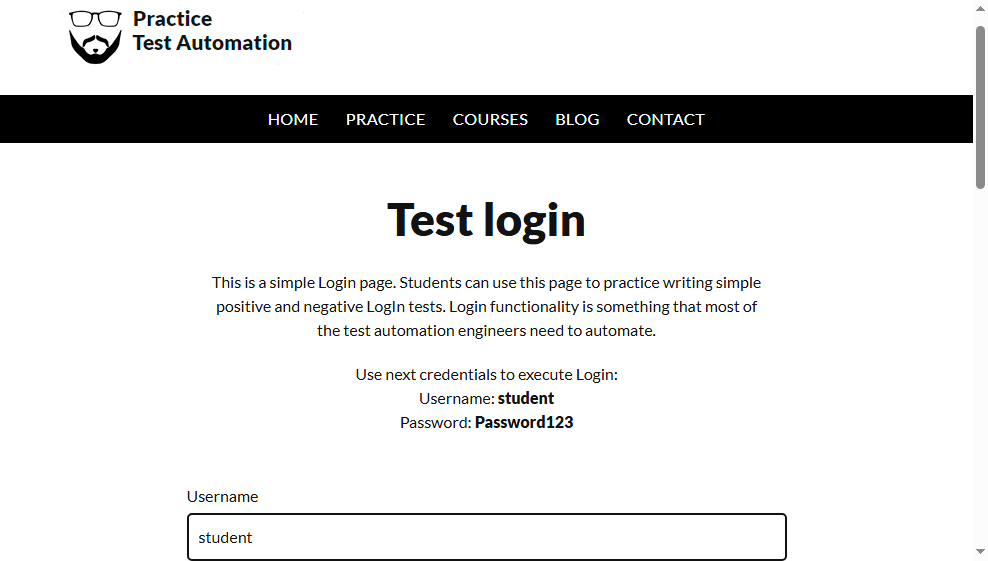 Practice
Test Automation
HOME PRACTICE COURSES BLOG CONTACT
Test login
This is a simple Login page. Students can use this page to practice writing simple
positive and negative LogIn tests. Login functionality is something that most of
the test automation engineers need to automate.
Use next credentials to execute Login:
Username: student
Password: Password123
Username
student